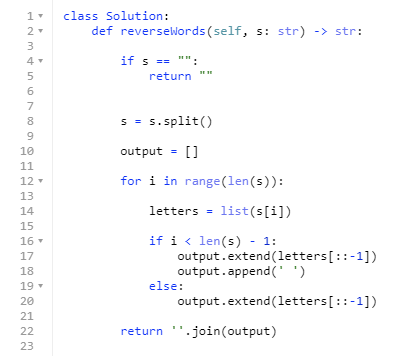 1 class Solution:
2     def reverseWords(self, s: str) -> str:
3
4         if s == "":
5             return ""
6
7
8         s = s.split()
9
10         output = []
11
12         for i in range(len(s)):
13
14             letters = list(s[i])
15
16             if i < len(s) - 1:
17                 output.extend(letters[::-1])
18                 output.append(' ')
19             else:
20                 output.extend(letters[::-1])
21
22         return ''.join(output)
23